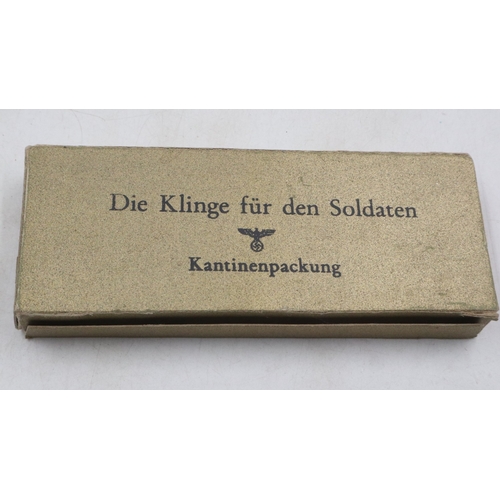 Die Klinge für den Soldaten
Kantinenpackung